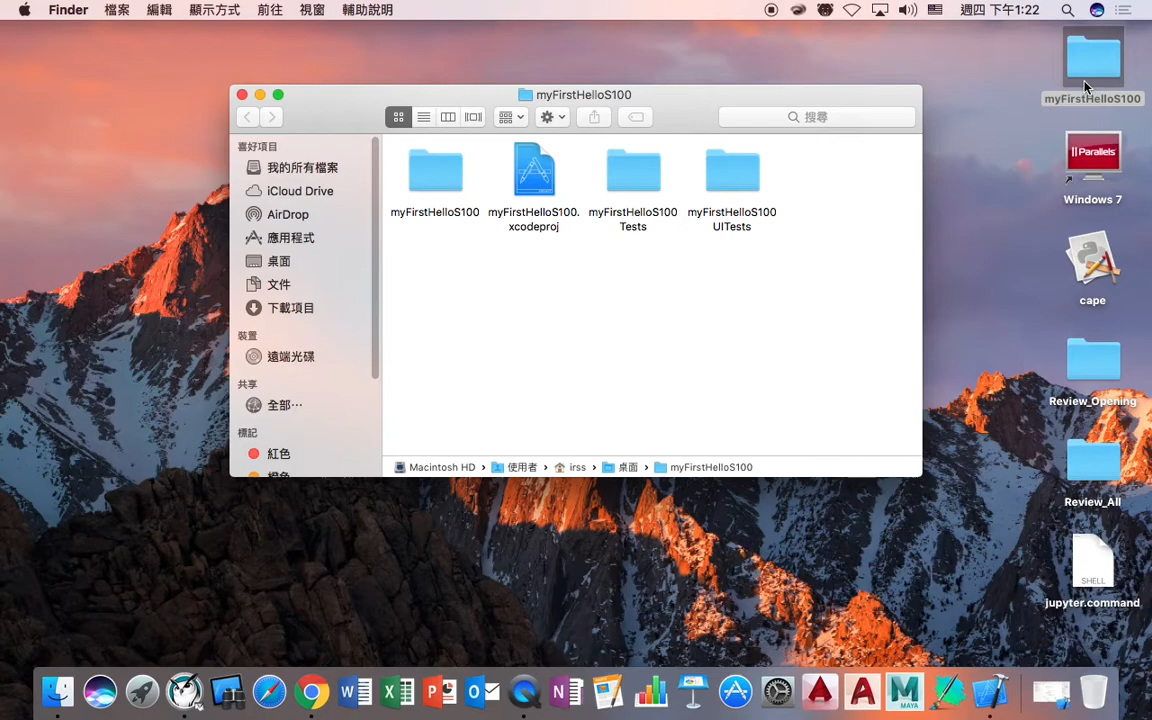 Finder 檔案 編輯 顯示方式 前往 視窗 輔助說明 週四 下午1:22
myFirstHelloS100
搜尋
喜好項目
我的所有檔案
iCloud Drive
AirDrop
應用程式
桌面
文件
下載項目
裝置
遠端光碟
共享
全部…
標記
紅色
橙色
myFirstHelloS100
myFirstHelloS100.
xcodeproj
myFirstHelloS100
Tests
myFirstHelloS100
UITests
Macintosh HD › 使用者 › irss › 桌面 › myFirstHelloS100
myFirstHelloS100
Parallels
Windows 7
cape
Review_Opening
Review_All
SHELL
jupyter.command
MAYA